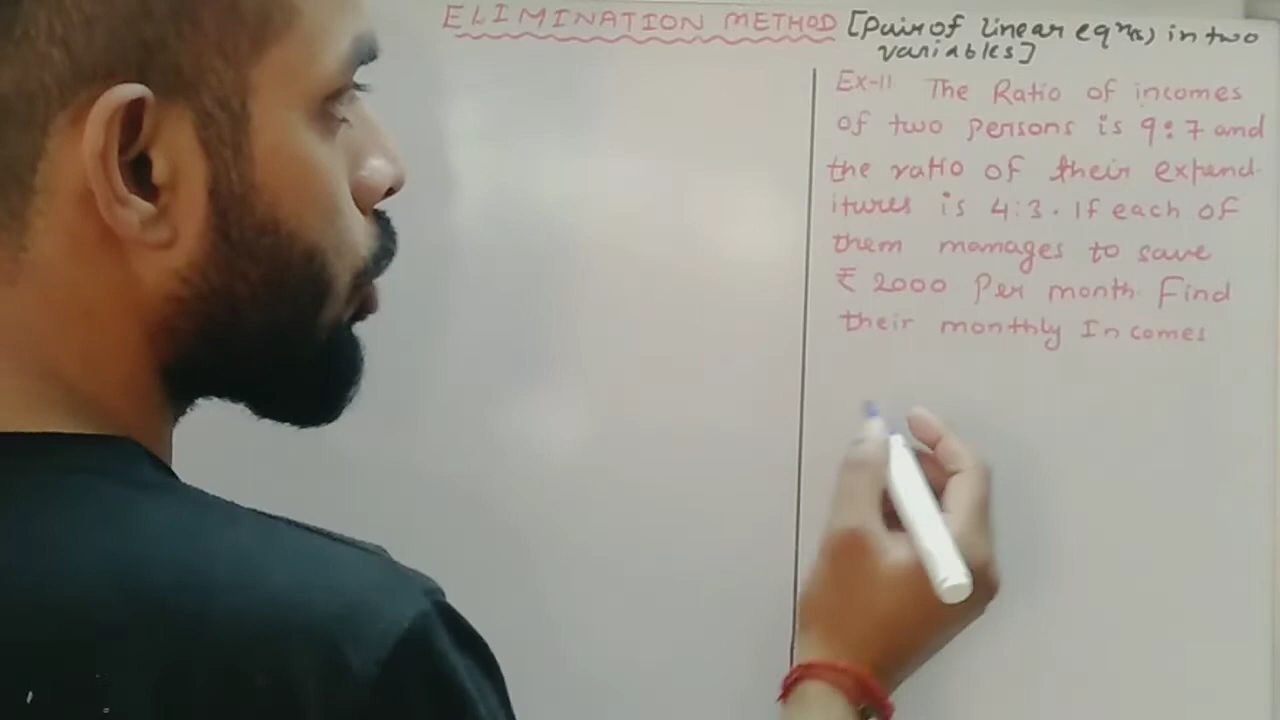 ELIMINATION METHOD [Pair of linear eqns) in two
variables]
Ex-11 The Ratio of incomes
of two persons is 9:7 and
the ratio of their expend-
itures is 4:3. If each of
them manages to save
₹ 2000 Per month. Find
their monthly Incomes